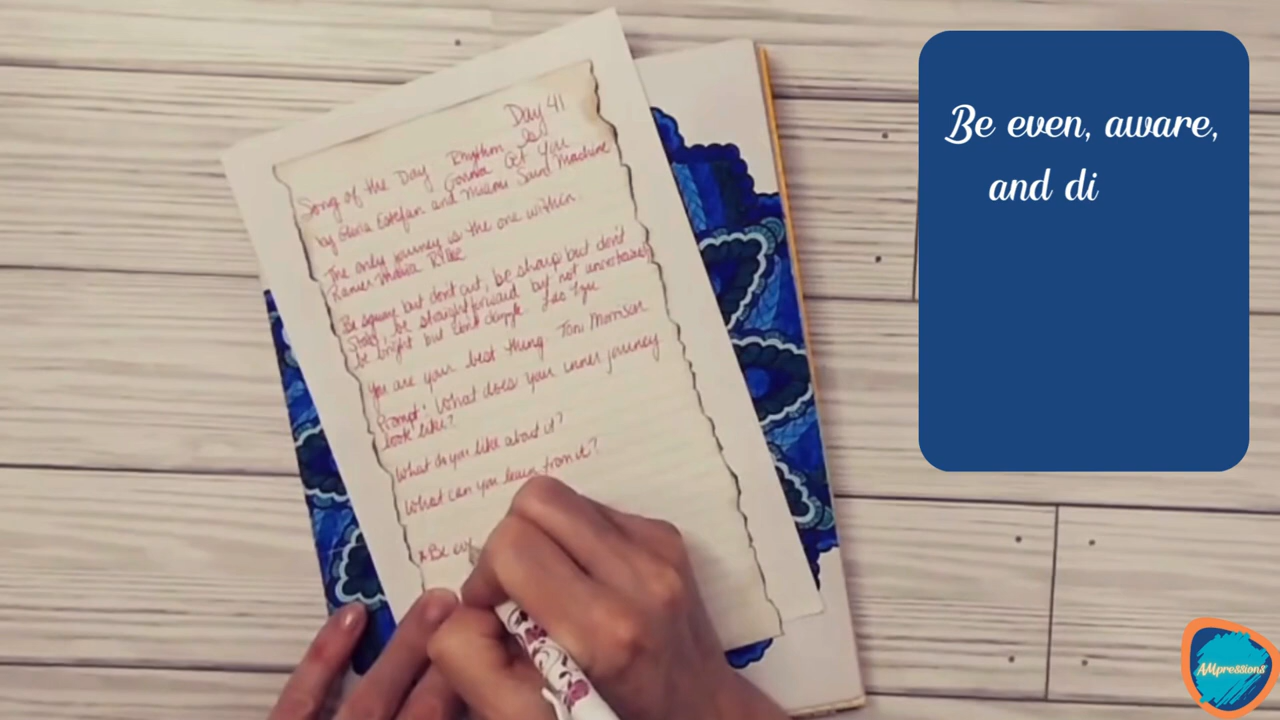 Day 41
Song of the Day Rhythm Is
Gonna Get You
by Gloria Estefan and Miami Sound Machine
The only journey is the one within.
Rainer Maria Rilke
Be square but don't cut, be sharp but don't
stab, be straightforward but not unrestrained
be bright but don't dazzle. Lao Tzu
You are your best thing. Toni Morrison
Prompt: What does your inner journey
look like?
What do you like about it?
What can you learn from it?
*Be ev
Be even, aware,
and di
AMpressions